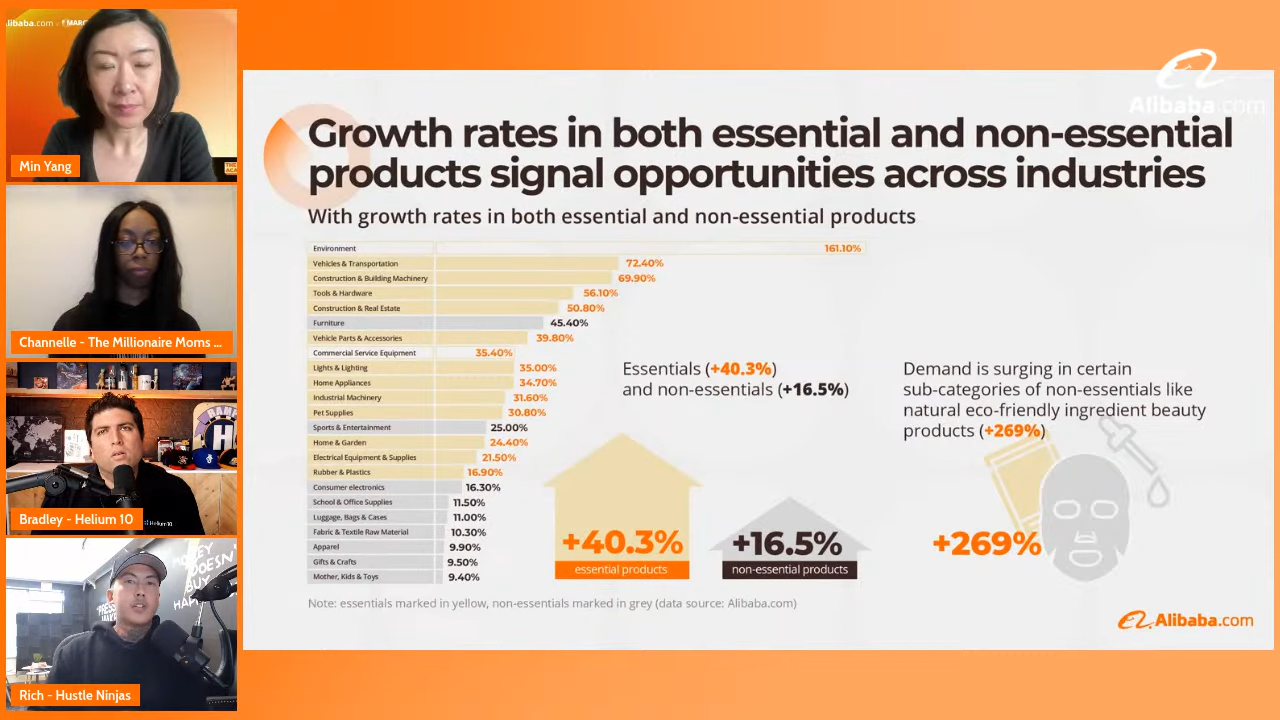 Alibaba.com
Min Yang
Channelle - The Millionaire Moms ...
Bradley - Helium 10
Helium10
Rich - Hustle Ninjas
Alibaba.com
Growth rates in both essential and non-essential
products signal opportunities across industries
With growth rates in both essential and non-essential products
Environment 161.10%
Vehicles & Transportation 72.40%
Construction & Building Machinery 69.90%
Tools & Hardware 56.10%
Construction & Real Estate 50.80%
Furniture 45.40%
Vehicle Parts & Accessories 39.80%
Commercial Service Equipment 35.40%
Lights & Lighting 35.00%
Home Appliances 34.70%
Industrial Machinery 31.60%
Pet Supplies 30.80%
Sports & Entertainment 25.00%
Home & Garden 24.40%
Electrical Equipment & Supplies 21.50%
Rubber & Plastics 16.90%
Consumer electronics 16.30%
School & Office Supplies 11.50%
Luggage, Bags & Cases 11.00%
Fabric & Textile Raw Material 10.30%
Apparel 9.90%
Gifts & Crafts 9.50%
Mother, Kids & Toys 9.40%
Essentials (+40.3%)
and non-essentials (+16.5%)
+40.3%
essential products
+16.5%
non-essential products
Demand is surging in certain
sub-categories of non-essentials like
natural eco-friendly ingredient beauty
products (+269%)
+269%
Note: essentials marked in yellow, non-essentials marked in grey (data source: Alibaba.com)
Alibaba.com